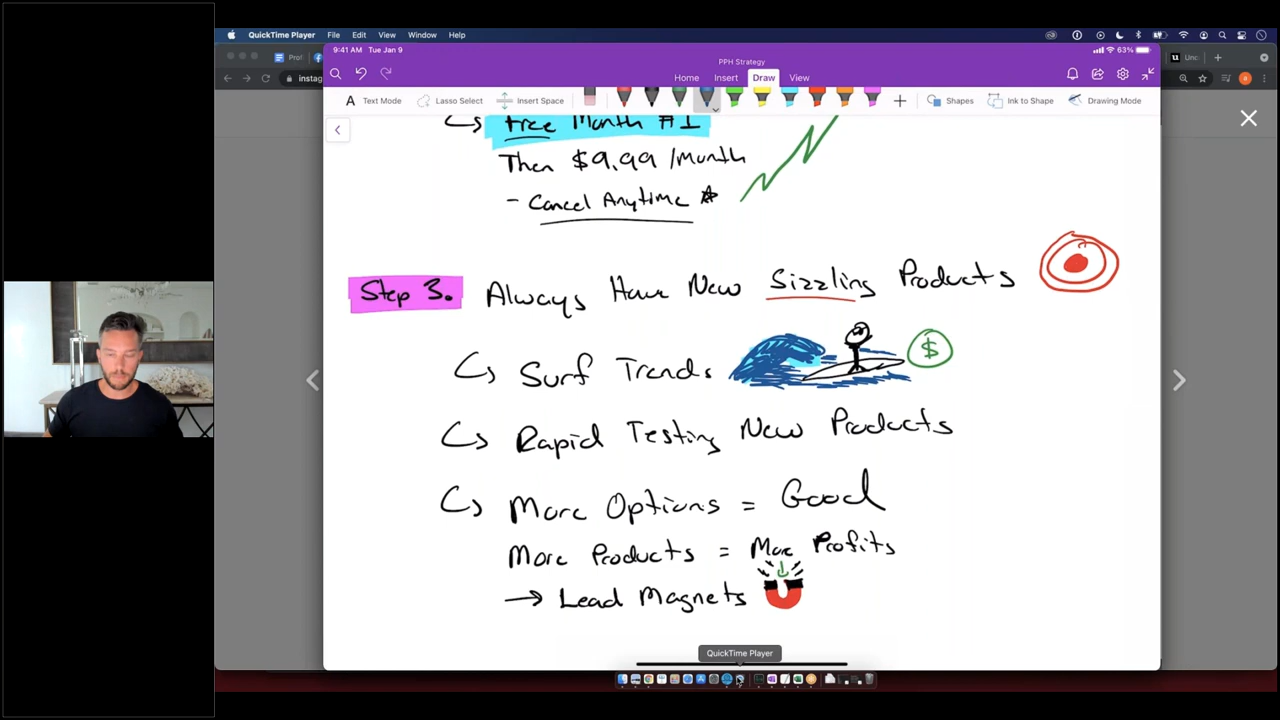 QuickTime Player File Edit View Window Help
9:41 AM Tue Jan 9
63%
PPH Strategy
Home Insert Draw View
Text Mode Lasso Select Insert Space Shapes Ink to Shape Drawing Mode
instag
Free Month #1
Then $9.99 /Month
- Cancel Anytime
Step 3. Always Have New Sizzling Products
Surf Trends $
Rapid Testing New Products
More Options = Good
More Products = More Profits
→ Lead Magnets
QuickTime Player